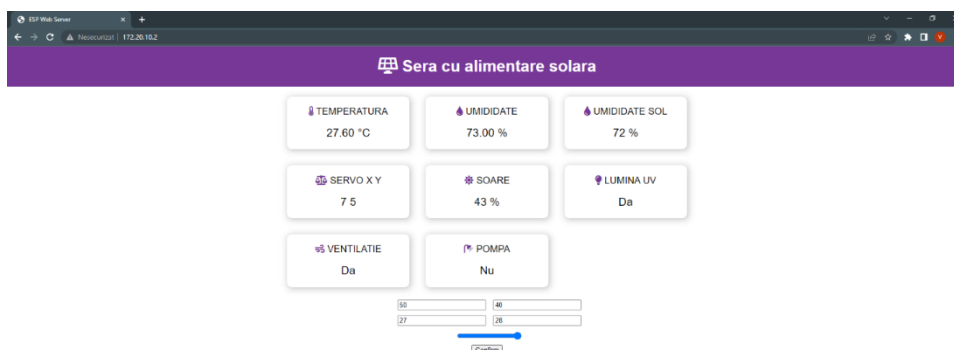 ESP Web Server
Nesecurizat | 172.20.10.2
V
Sera cu alimentare solara
TEMPERATURA
27.60 °C
UMIDIDATE
73.00 %
UMIDIDATE SOL
72 %
SERVO X Y
7 5
SOARE
43 %
LUMINA UV
Da
VENTILATIE
Da
POMPA
Nu
40
27
28
Confirm